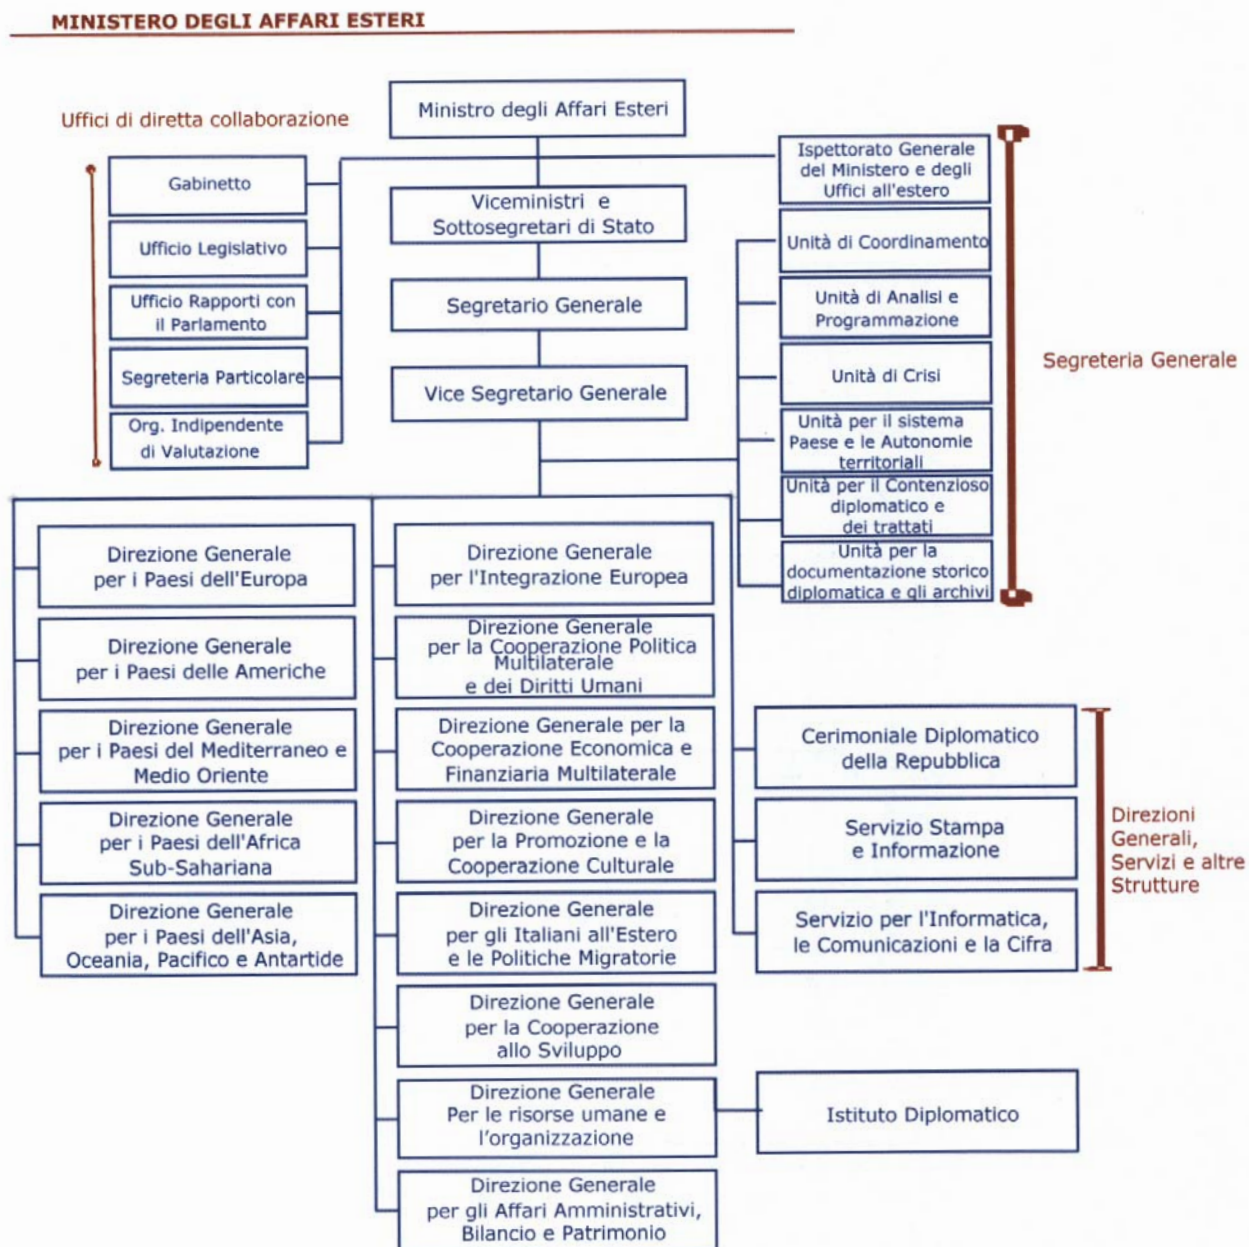 MINISTERO DEGLI AFFARI ESTERI
Ministro degli Affari Esteri
Uffici di diretta collaborazione
Gabinetto
Ufficio Legislativo
Ufficio Rapporti con
il Parlamento
Segreteria Particolare
Org. Indipendente
di Valutazione
Viceministri e
Sottosegretari di Stato
Segretario Generale
Vice Segretario Generale
Ispettorato Generale
del Ministero e degli
Uffici all'estero
Unità di Coordinamento
Unità di Analisi e
Programmazione
Unità di Crisi
Unità per il sistema
Paese e le Autonomie
territoriali
Unità per il Contenzioso
diplomatico e
dei trattati
Unità per la
documentazione storico
diplomatica e gli archivi
Segreteria Generale
Direzione Generale
per i Paesi dell'Europa
Direzione Generale
per i Paesi delle Americhe
Direzione Generale
per i Paesi del Mediterraneo e
Medio Oriente
Direzione Generale
per i Paesi dell'Africa
Sub-Sahariana
Direzione Generale
per i Paesi dell'Asia,
Oceania, Pacifico e Antartide
Direzione Generale
per l'Integrazione Europea
Direzione Generale
per la Cooperazione Politica
Multilaterale
e dei Diritti Umani
Direzione Generale per la
Cooperazione Economica e
Finanziaria Multilaterale
Direzione Generale
per la Promozione e la
Cooperazione Culturale
Direzione Generale
per gli Italiani all'Estero
e le Politiche Migratorie
Direzione Generale
per la Cooperazione
allo Sviluppo
Direzione Generale
Per le risorse umane e
l'organizzazione
Direzione Generale
per gli Affari Amministrativi,
Bilancio e Patrimonio
Cerimoniale Diplomatico
della Repubblica
Servizio Stampa
e Informazione
Servizio per l'Informatica,
le Comunicazioni e la Cifra
Istituto Diplomatico
Direzioni
Generali,
Servizi e altre
Strutture